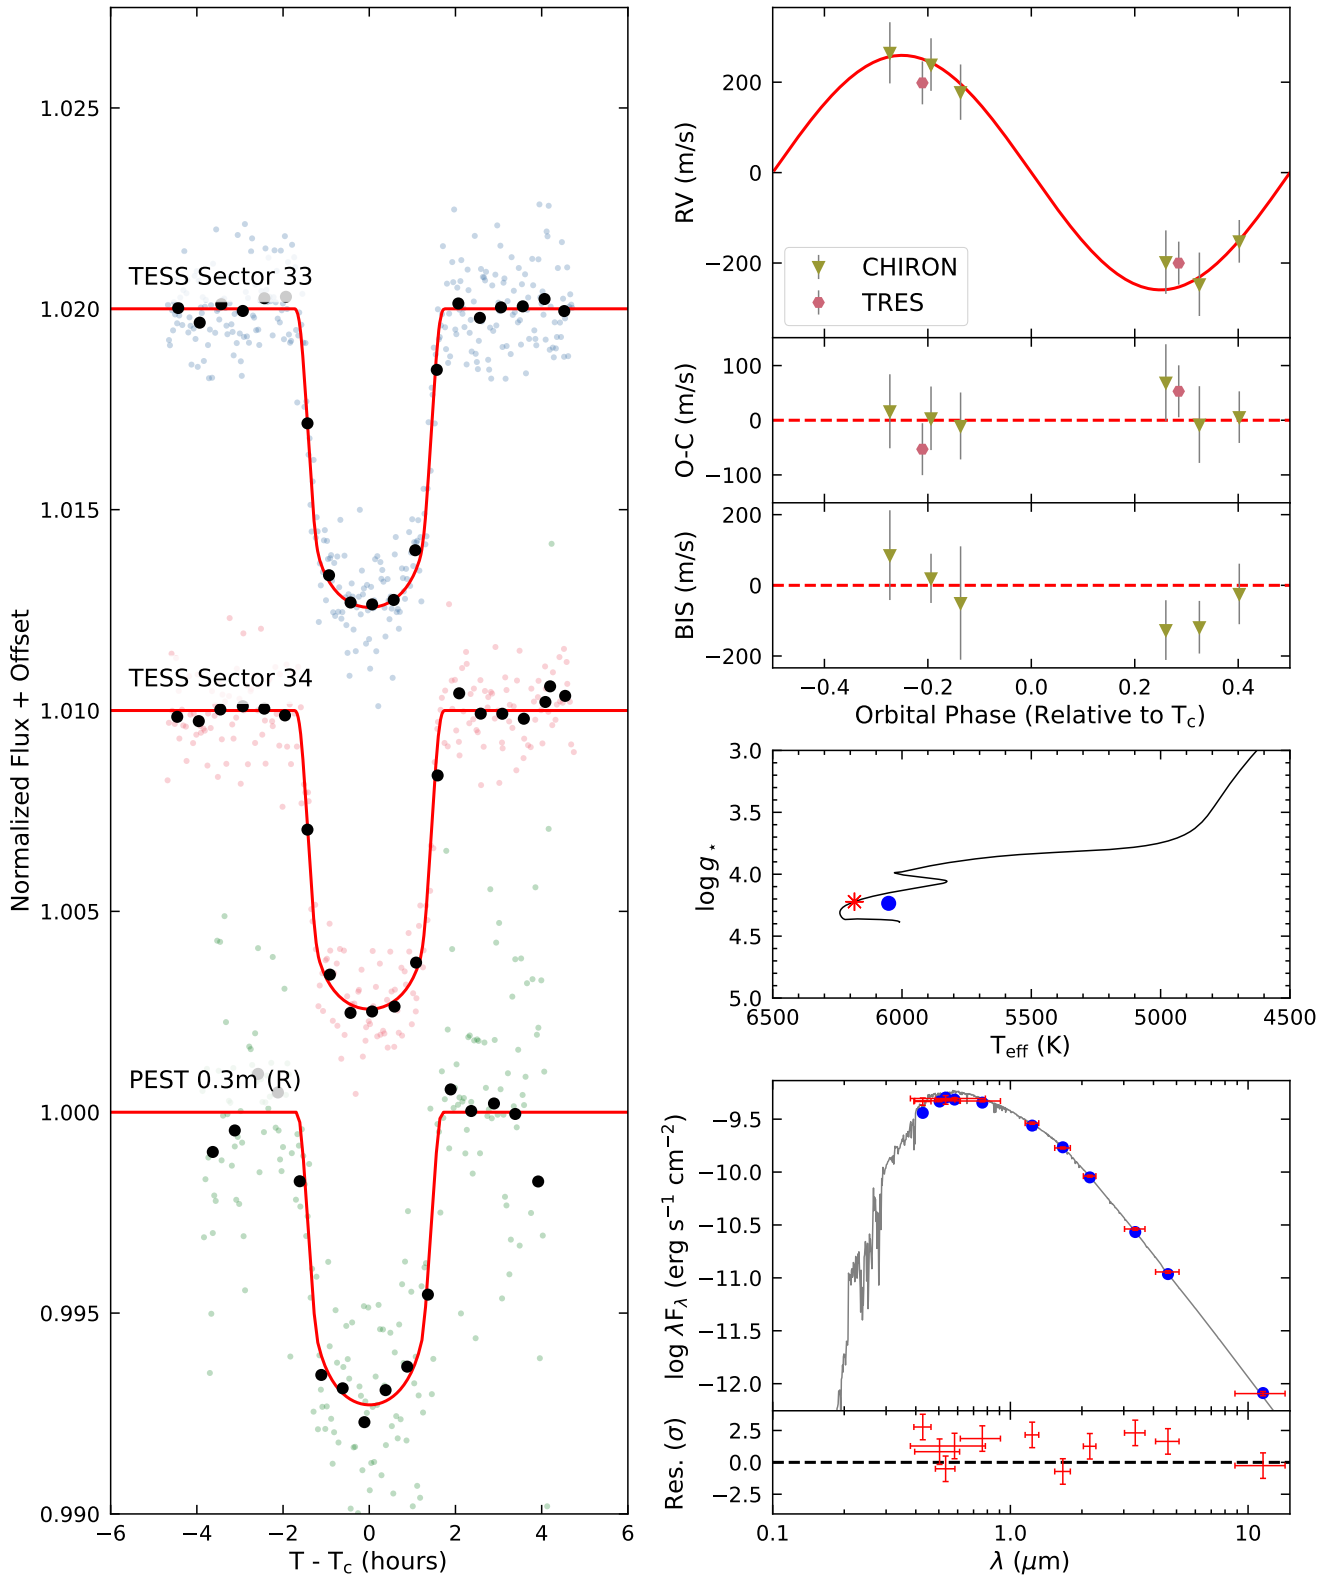 Normalized Flux + Offset
1.025
1.020
1.015
1.010
1.005
1.000
0.995
0.990
TESS Sector 33
TESS Sector 34
PEST 0.3m (R)
−6 −4 −2 0 2 4 6
T - T_c (hours)
RV (m/s)
200
0
−200
CHIRON
TRES
O-C (m/s)
100
0
−100
BIS (m/s)
200
0
−200
−0.4 −0.2 0.0 0.2 0.4
Orbital Phase (Relative to T_c)
log g⋆
3.0
3.5
4.0
4.5
5.0
6500 6000 5500 5000 4500
T_eff (K)
log λF_λ (erg s⁻¹ cm⁻²)
−9.5
−10.0
−10.5
−11.0
−11.5
−12.0
Res. (σ)
2.5
0.0
−2.5
0.1 1.0 10
λ (μm)